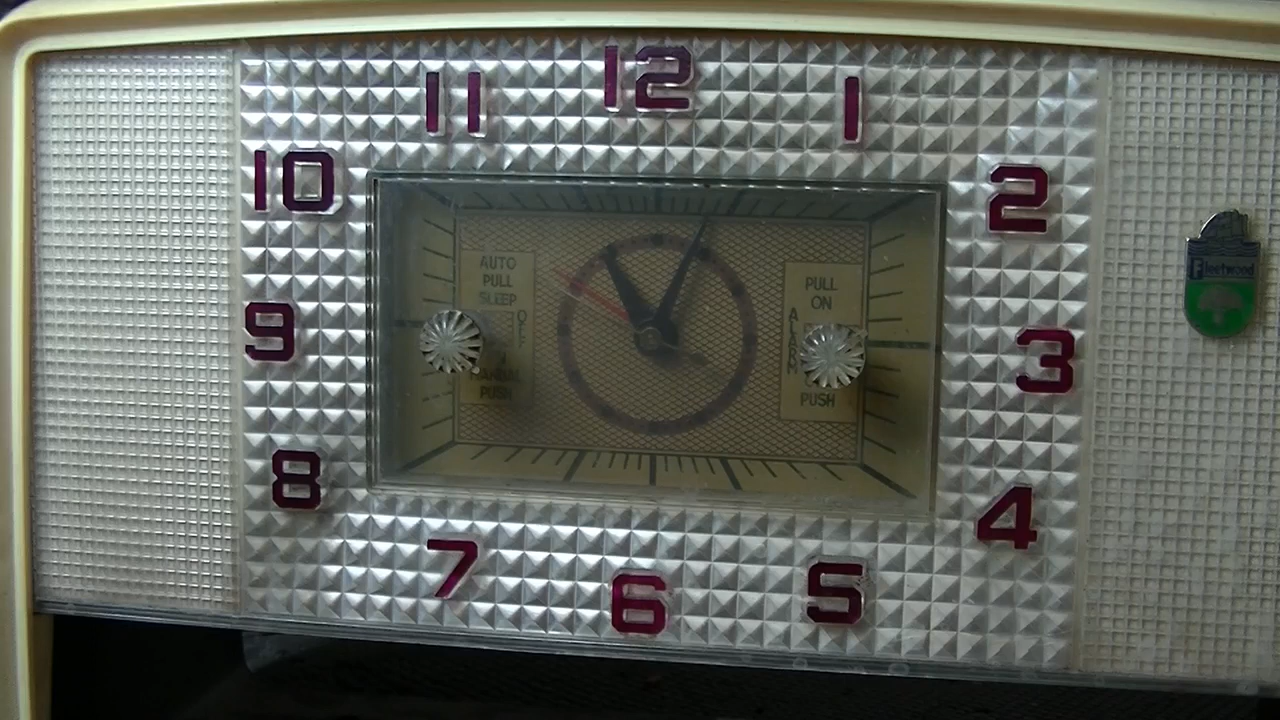 12
11
1
10
2
AUTO
PULL
SLEEP
OFF
MANUAL
PUSH
PULL
ON
ALARM
PUSH
Fleetwood
9
3
8
4
7
5
6